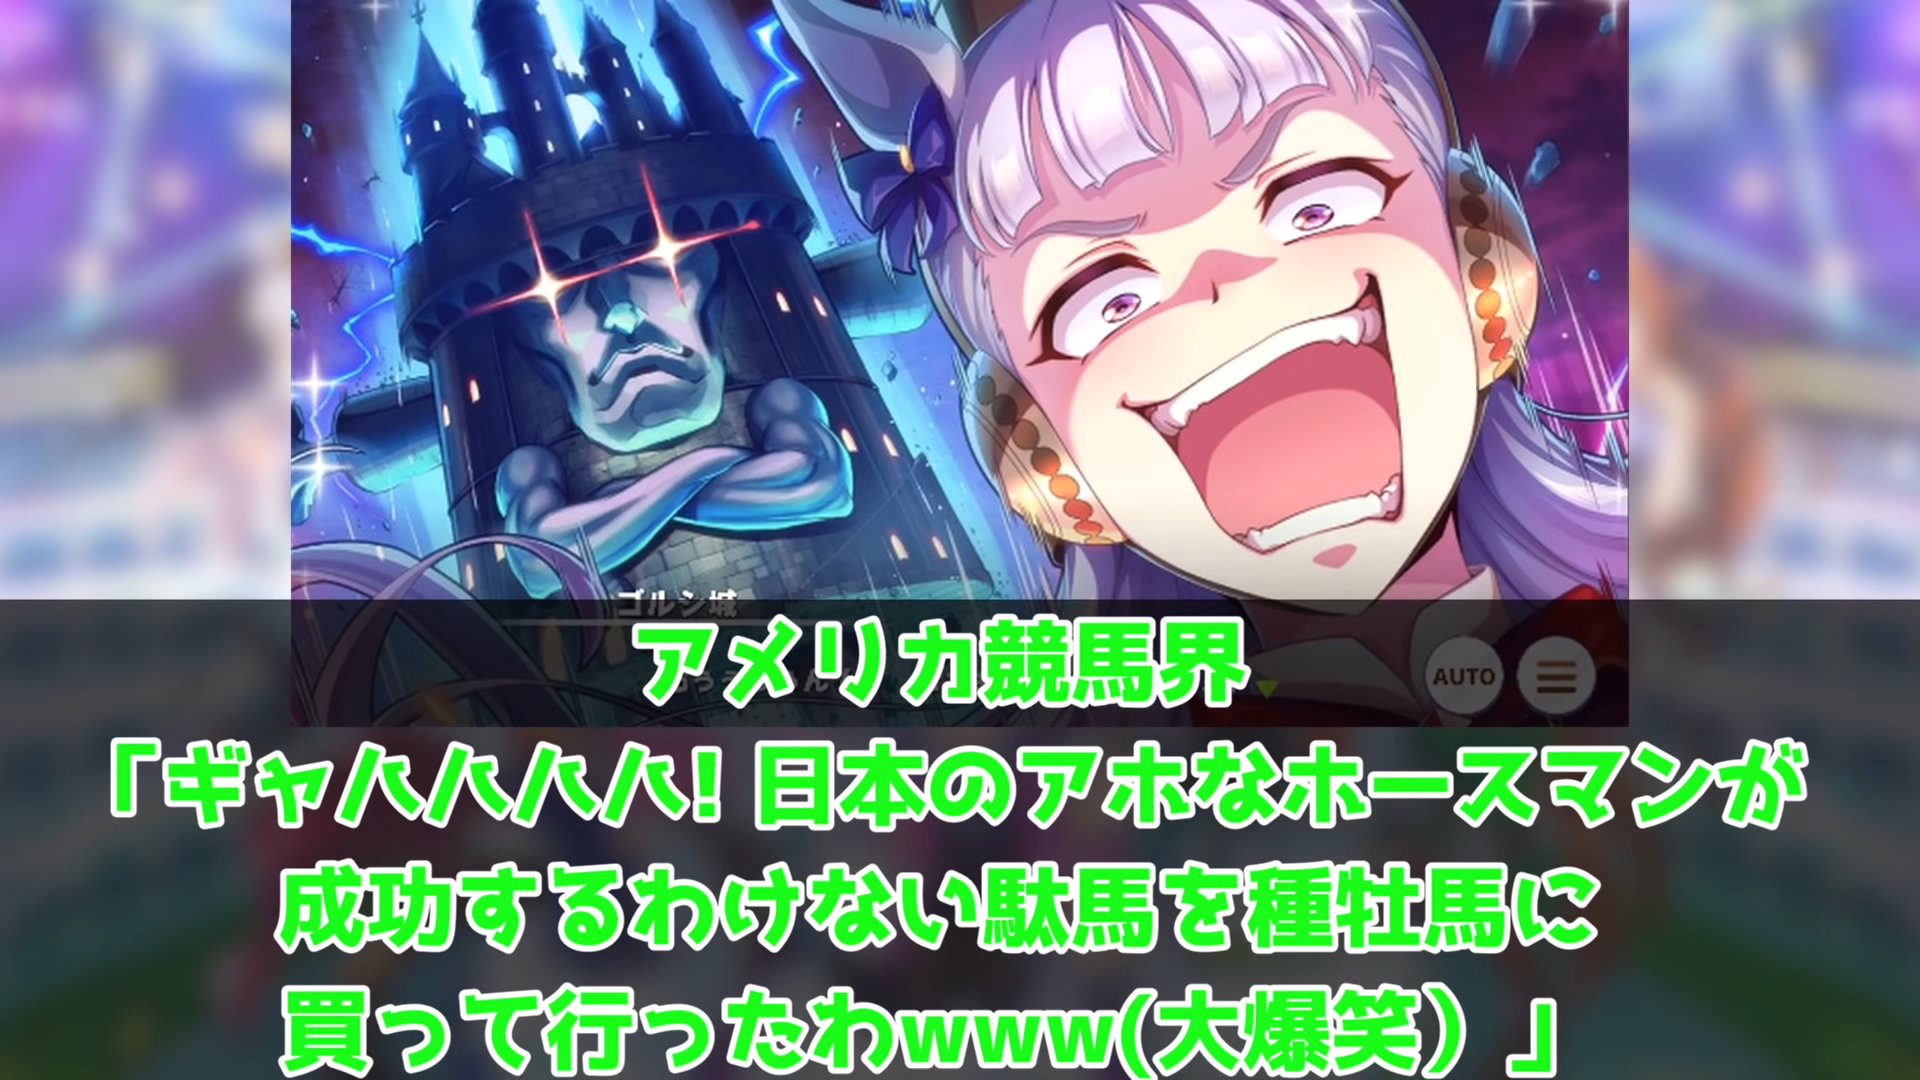 ゴルシ城
アメリカ競馬界
AUTO
「ギャハハハハ! 日本のアホなホースマンが
成功するわけない駄馬を種牡馬に
買って行ったわwww(大爆笑）」